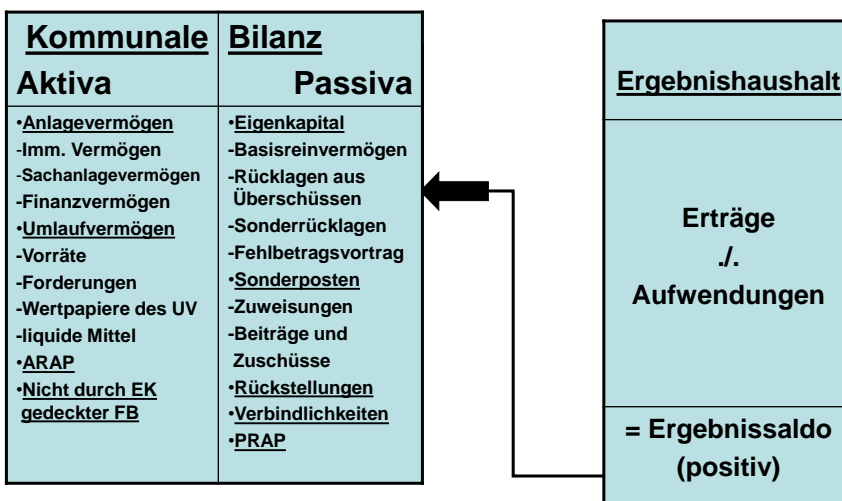 Kommunale Bilanz
Aktiva Passiva
•Anlagevermögen
-Imm. Vermögen
-Sachanlagevermögen
-Finanzvermögen
•Umlaufvermögen
-Vorräte
-Forderungen
-Wertpapiere des UV
-liquide Mittel
•ARAP
•Nicht durch EK
gedeckter FB
•Eigenkapital
-Basisreinvermögen
-Rücklagen aus
Überschüssen
-Sonderrücklagen
-Fehlbetragsvortrag
•Sonderposten
-Zuweisungen
-Beiträge und
Zuschüsse
•Rückstellungen
•Verbindlichkeiten
•PRAP
Ergebnishaushalt
Erträge
./.
Aufwendungen
= Ergebnissaldo
(positiv)